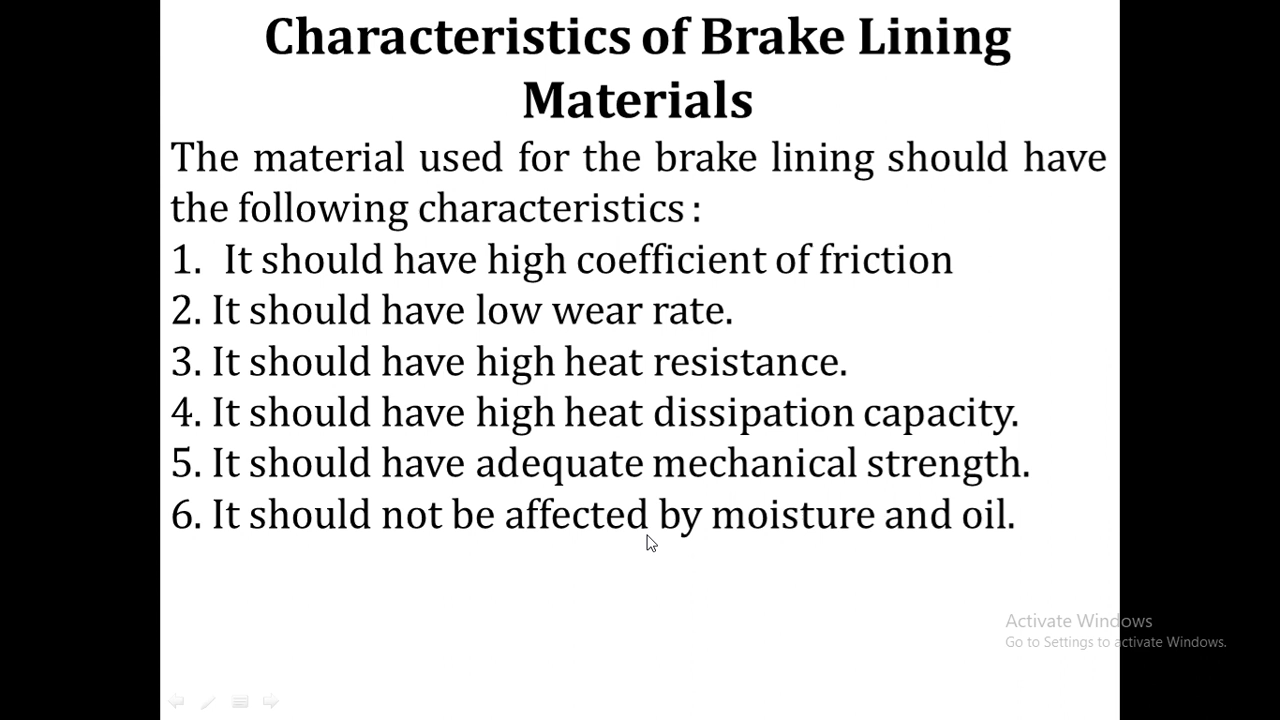 Characteristics of Brake Lining
Materials
The material used for the brake lining should have
the following characteristics :
1. It should have high coefficient of friction
2. It should have low wear rate.
3. It should have high heat resistance.
4. It should have high heat dissipation capacity.
5. It should have adequate mechanical strength.
6. It should not be affected by moisture and oil.
Activate Windows
Go to Settings to activate Windows.